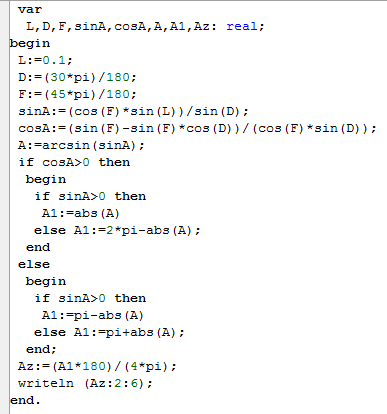 var
L,D,F,sinA,cosA,A,A1,Az: real;
begin
L:=0.1;
D:=(30*pi)/180;
F:=(45*pi)/180;
sinA:=(cos(F)*sin(L))/sin(D);
cosA:=(sin(F)-sin(F)*cos(D))/(cos(F)*sin(D));
A:=arcsin(sinA);
if cosA>0 then
begin
if sinA>0 then
A1:=abs(A)
else A1:=2*pi-abs(A);
end
else
begin
if sinA>0 then
A1:=pi-abs(A)
else A1:=pi+abs(A);
end;
Az:=(A1*180)/(4*pi);
writeln (Az:2:6);
end.